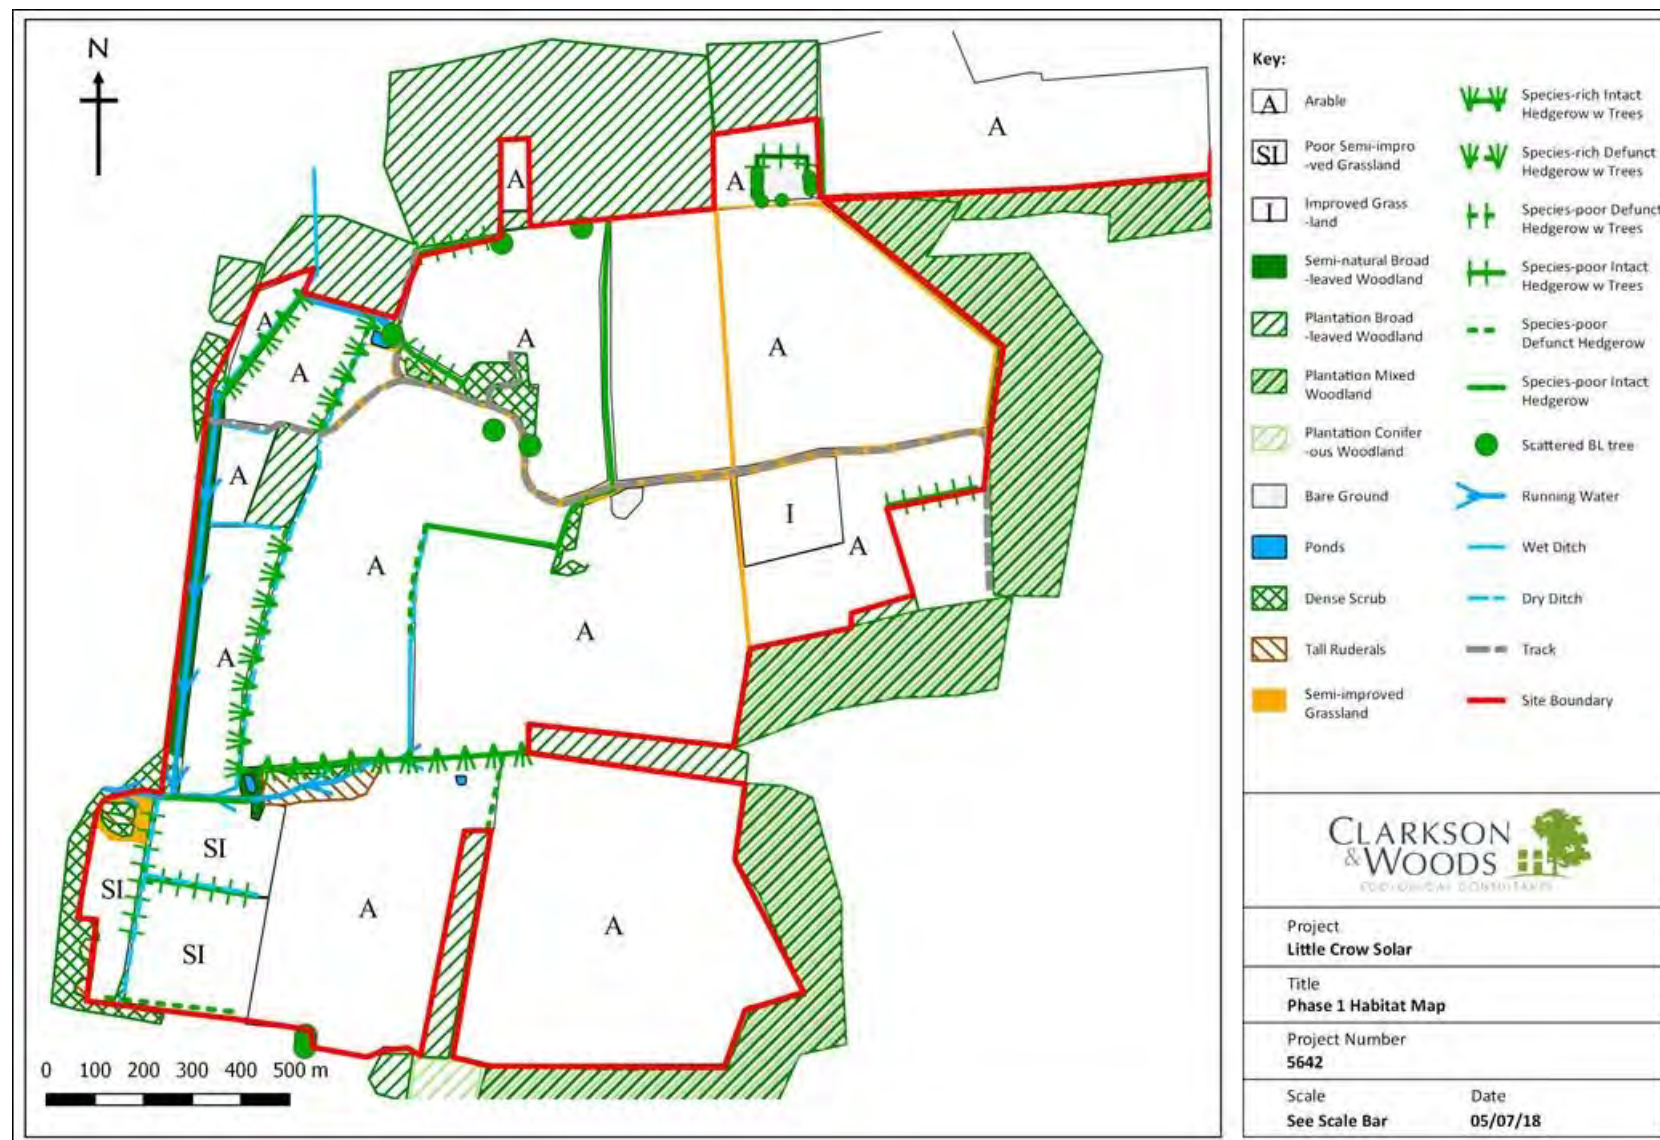 N
A
A
A
A
A
A
A
A
A
I
A
A
A
A
SI
SI
SI
A
A
0 100 200 300 400 500 m
Key:
A Arable
SI Poor Semi-impro
-ved Grassland
I Improved Grass
-land
Semi-natural Broad
-leaved Woodland
Plantation Broad
-leaved Woodland
Plantation Mixed
Woodland
Plantation Conifer
-ous Woodland
Bare Ground
Ponds
Dense Scrub
Tall Ruderals
Semi-improved
Grassland
Species-rich Intact
Hedgerow w Trees
Species-rich Defunct
Hedgerow w Trees
Species-poor Defunct
Hedgerow w Trees
Species-poor Intact
Hedgerow w Trees
Species-poor
Defunct Hedgerow
Species-poor Intact
Hedgerow
Scattered BL tree
Running Water
Wet Ditch
Dry Ditch
Track
Site Boundary
CLARKSON
&WOODS
ECOLOGICAL CONSULTANTS
Project
Little Crow Solar
Title
Phase 1 Habitat Map
Project Number
5642
Scale Date
See Scale Bar 05/07/18